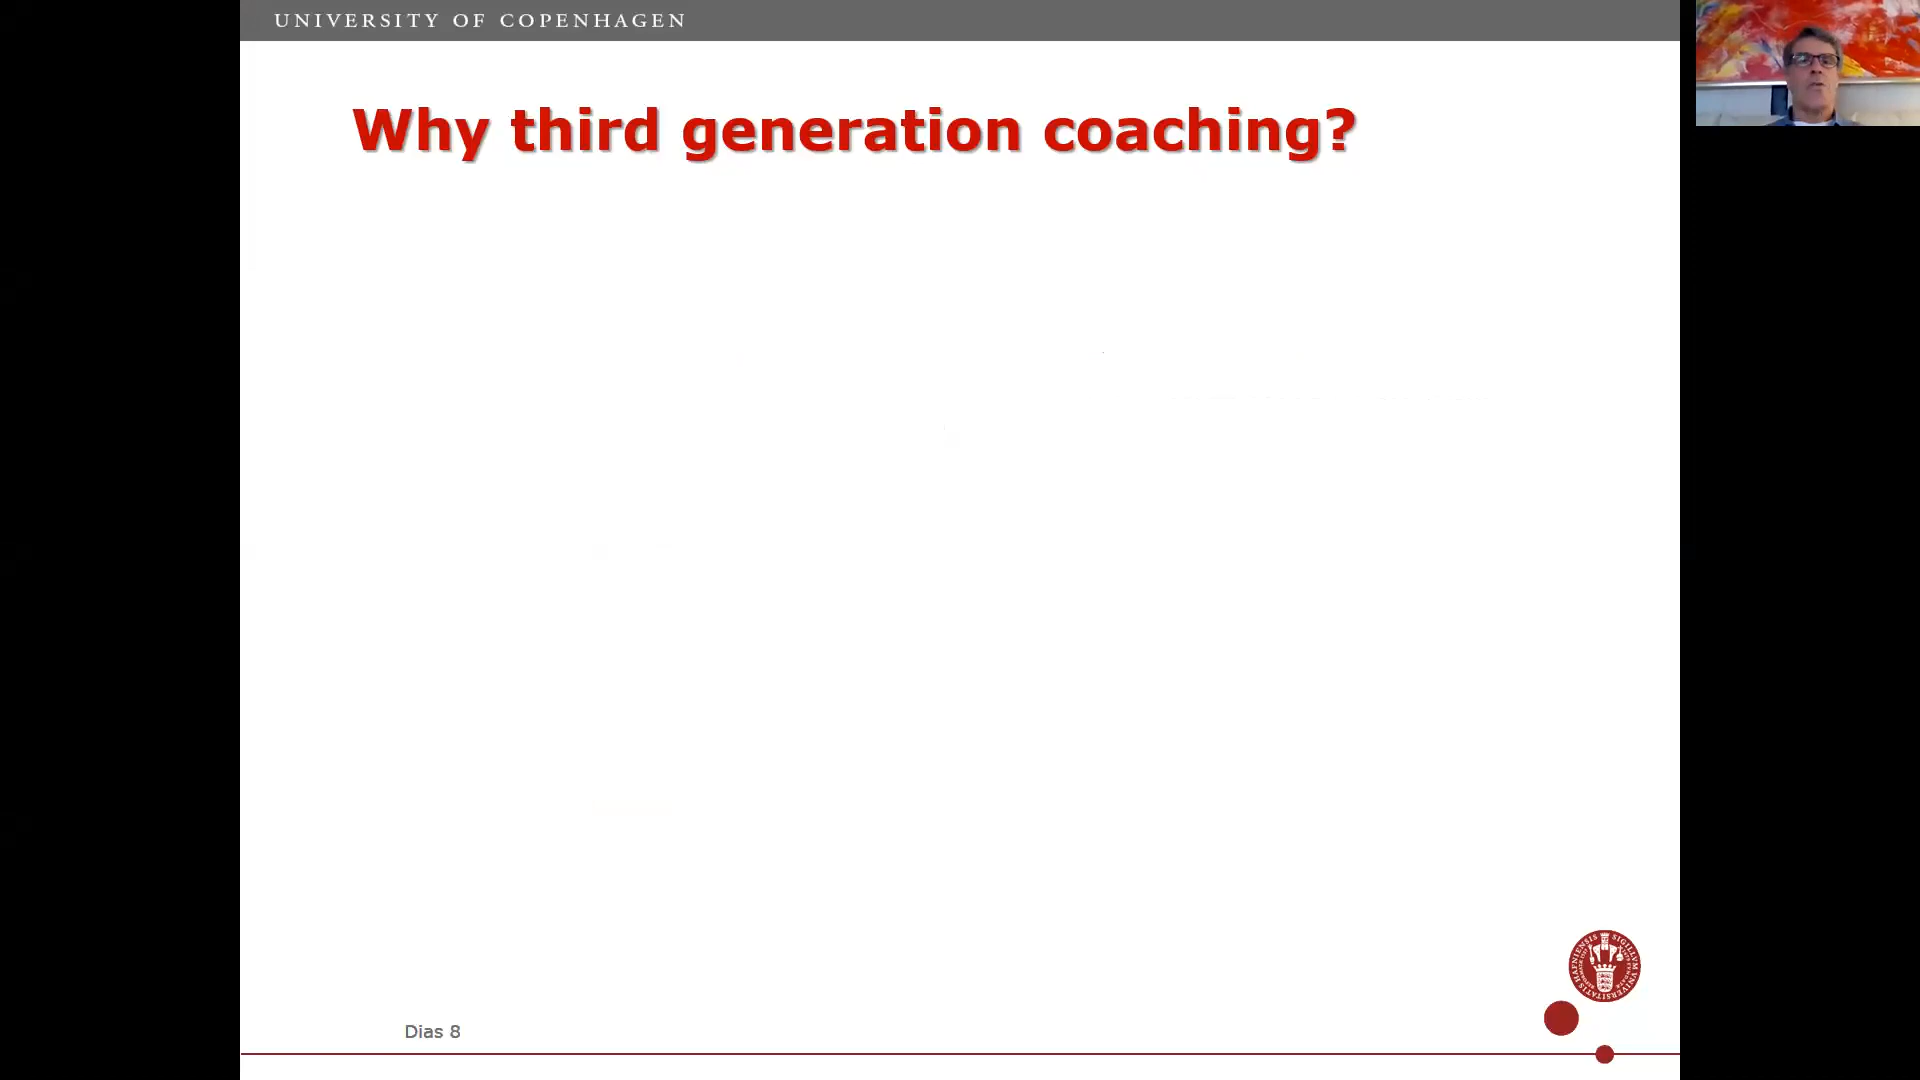 UNIVERSITY OF COPENHAGEN
Why third generation coaching?
Dias 8